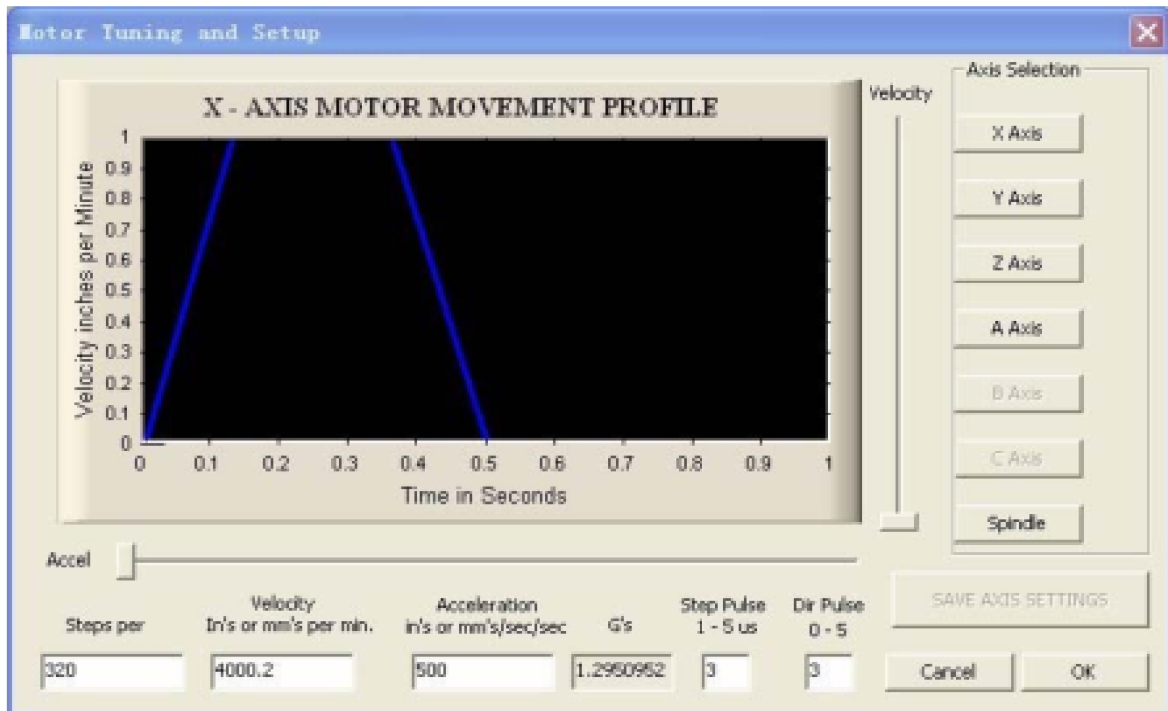 Motor Tuning and Setup
Axis Selection
Velocity
X - AXIS MOTOR MOVEMENT PROFILE
X Axis
Y Axis
Z Axis
A Axis
B Axis
C Axis
Spindle
Velocity inches per Minute
1
0.9
0.8
0.7
0.6
0.5
0.4
0.3
0.2
0.1
0
0 0.1 0.2 0.3 0.4 0.5 0.6 0.7 0.8 0.9 1
Time in Seconds
Accel
SAVE AXIS SETTINGS
Steps per
Velocity
In's or mm's per min.
Acceleration
in's or mm's/sec/sec
G's
Step Pulse
1 - 5 us
Dir Pulse
0 - 5
320 4000.2 500 1.2950952 3 3
Cancel OK